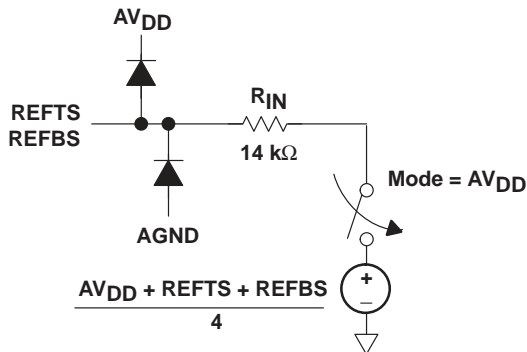 AVDD
REFTS
REFBS
RIN
14 kΩ
Mode = AVDD
AGND
AVDD + REFTS + REFBS
4
+
−